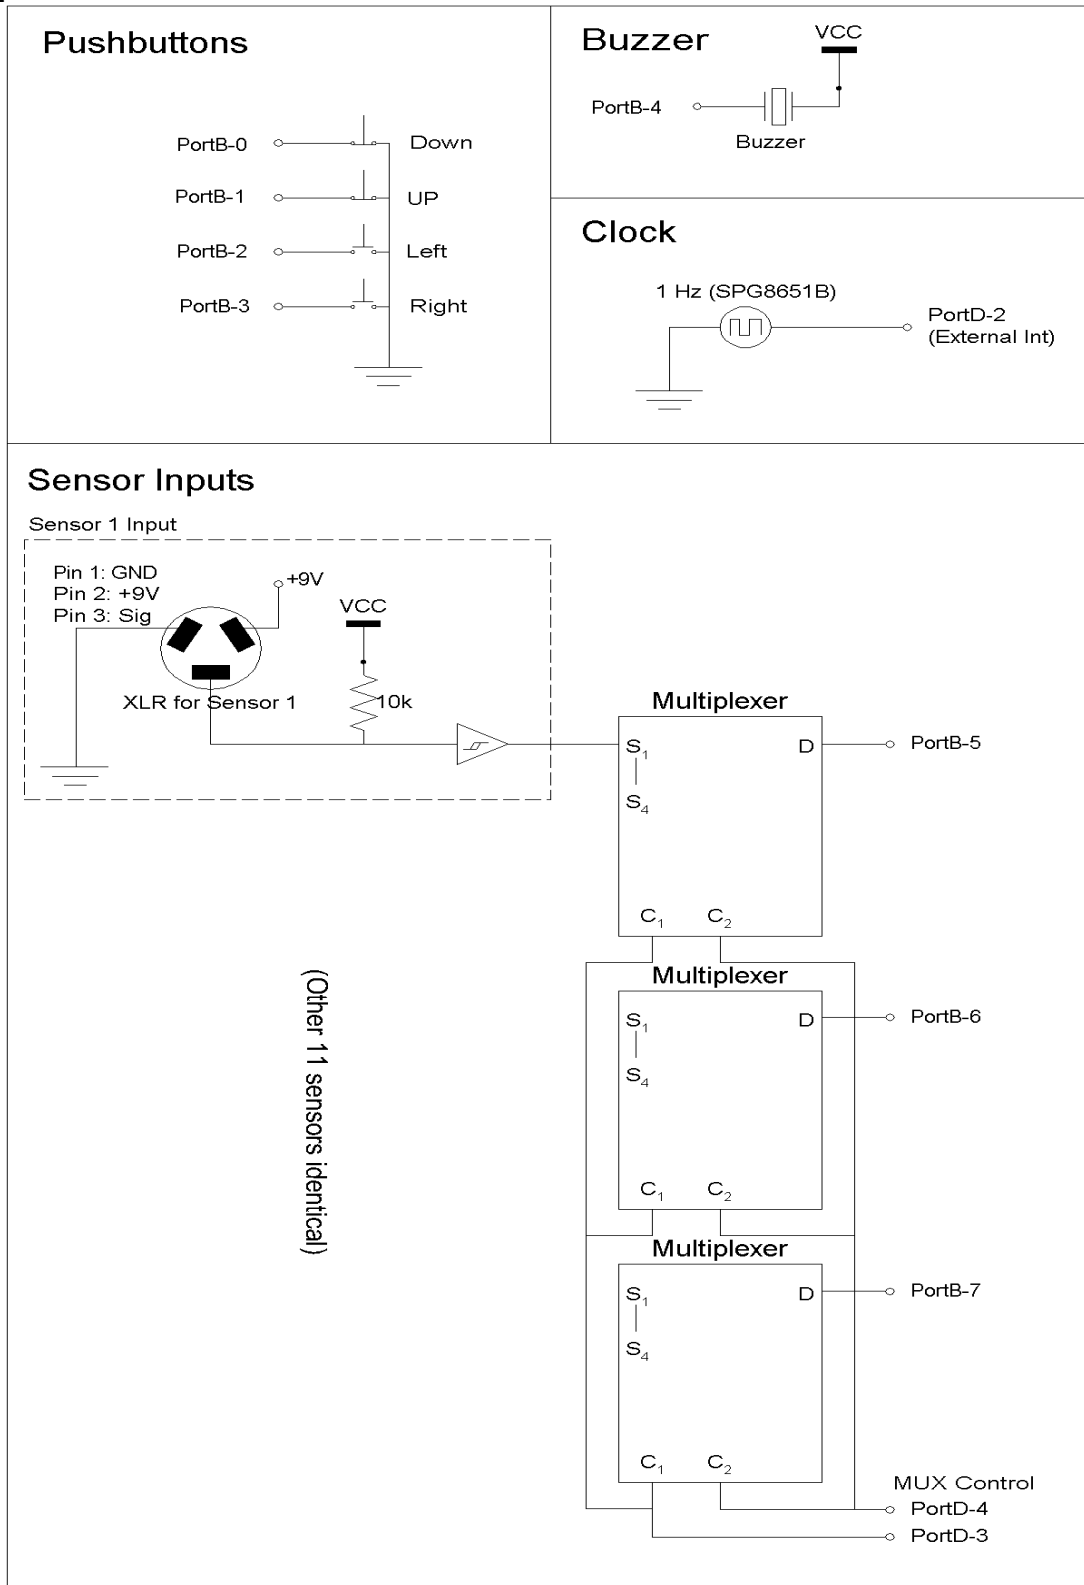 Pushbuttons
PortB-0
Down
PortB-1
UP
PortB-2
Left
PortB-3
Right
Buzzer
VCC
PortB-4
Buzzer
Clock
1 Hz (SPG8651B)
PortD-2
(External Int)
Sensor Inputs
Sensor 1 Input
Pin 1: GND
Pin 2: +9V
Pin 3: Sig
+9V
VCC
XLR for Sensor 1
10k
(Other 11 sensors identical)
Multiplexer
S1
D
PortB-5
S4
C1
C2
Multiplexer
S1
D
PortB-6
S4
C1
C2
Multiplexer
S1
D
PortB-7
S4
C1
C2
MUX Control
PortD-4
PortD-3